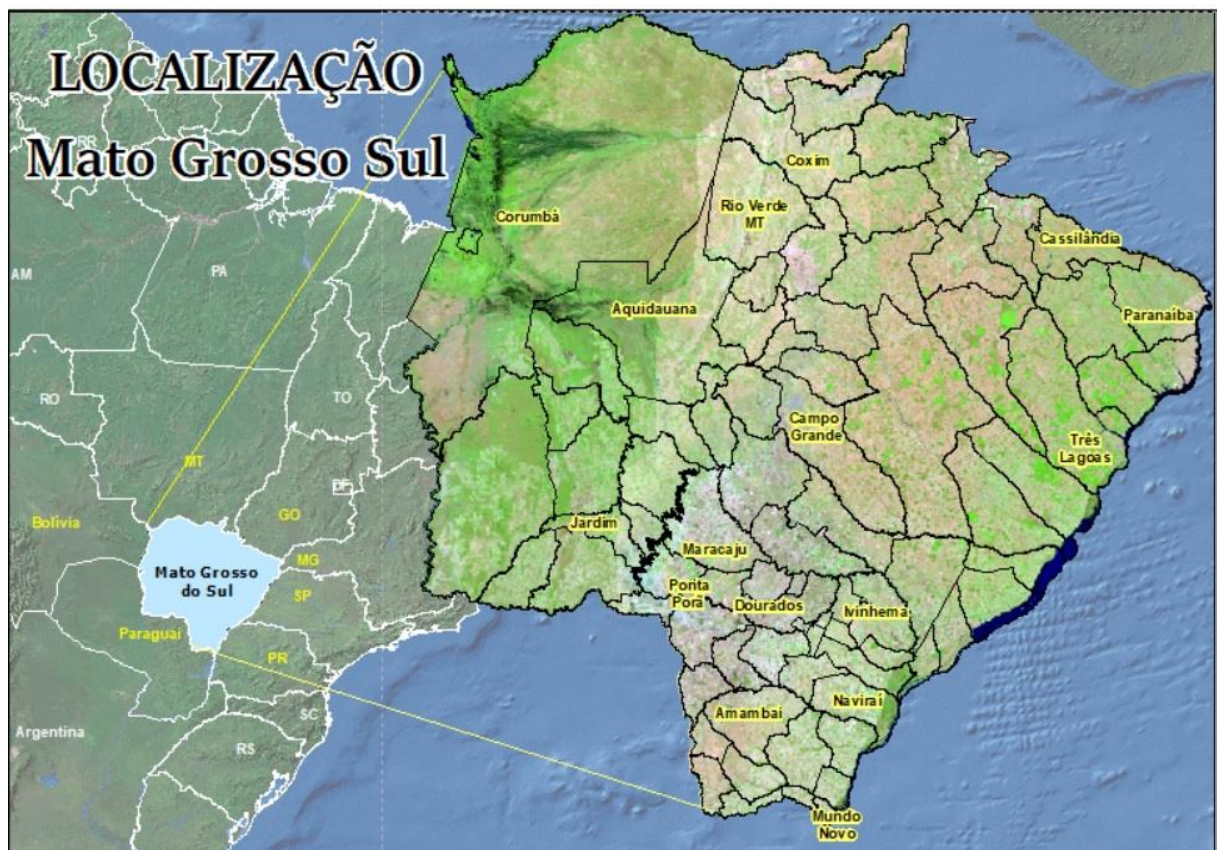 LOCALIZAÇÃO
Mato Grosso Sul
RR
AM
PA
RO
TO
MT
DF
GO
Bolívia
MG
Mato Grosso
do Sul
SP
Paraguai
PR
SC
Argentina
RS
Coxim
Corumbá
Rio Verde
MT
Cassilândia
Aquidauana
Paranaiba
Campo
Grande
Três
Lagoas
Jardim
Maracaju
Ponta
Porã
Dourados
Ivinhema
Naviraí
Amambai
Mundo
Novo